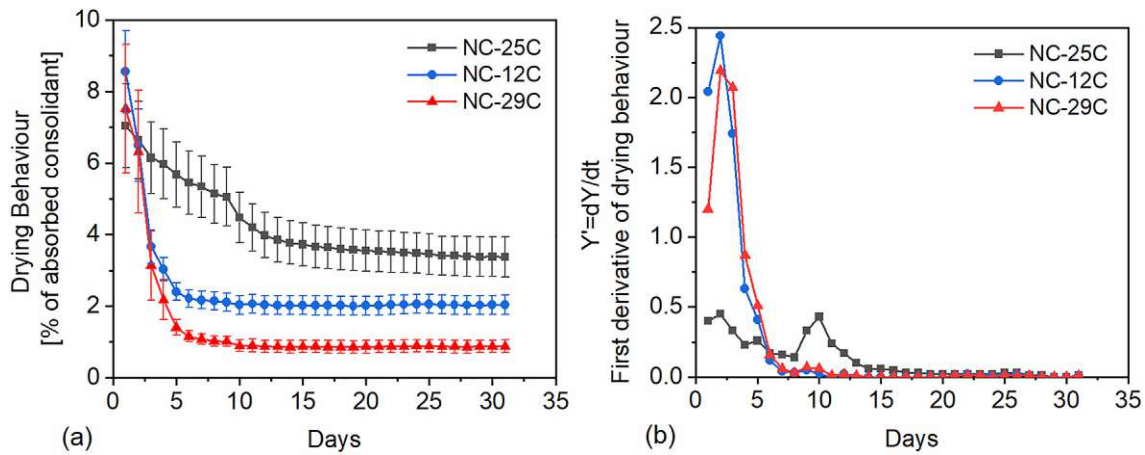 10
8
6
4
2
0
Drying Behaviour
[% of absorbed consolidant]
NC-25C
NC-12C
NC-29C
0 5 10 15 20 25 30 35
(a)
Days
2.5
2.0
1.5
1.0
0.5
0.0
First derivative of drying behaviour
Y'=dY/dt
NC-25C
NC-12C
NC-29C
0 5 10 15 20 25 30 35
(b)
Days